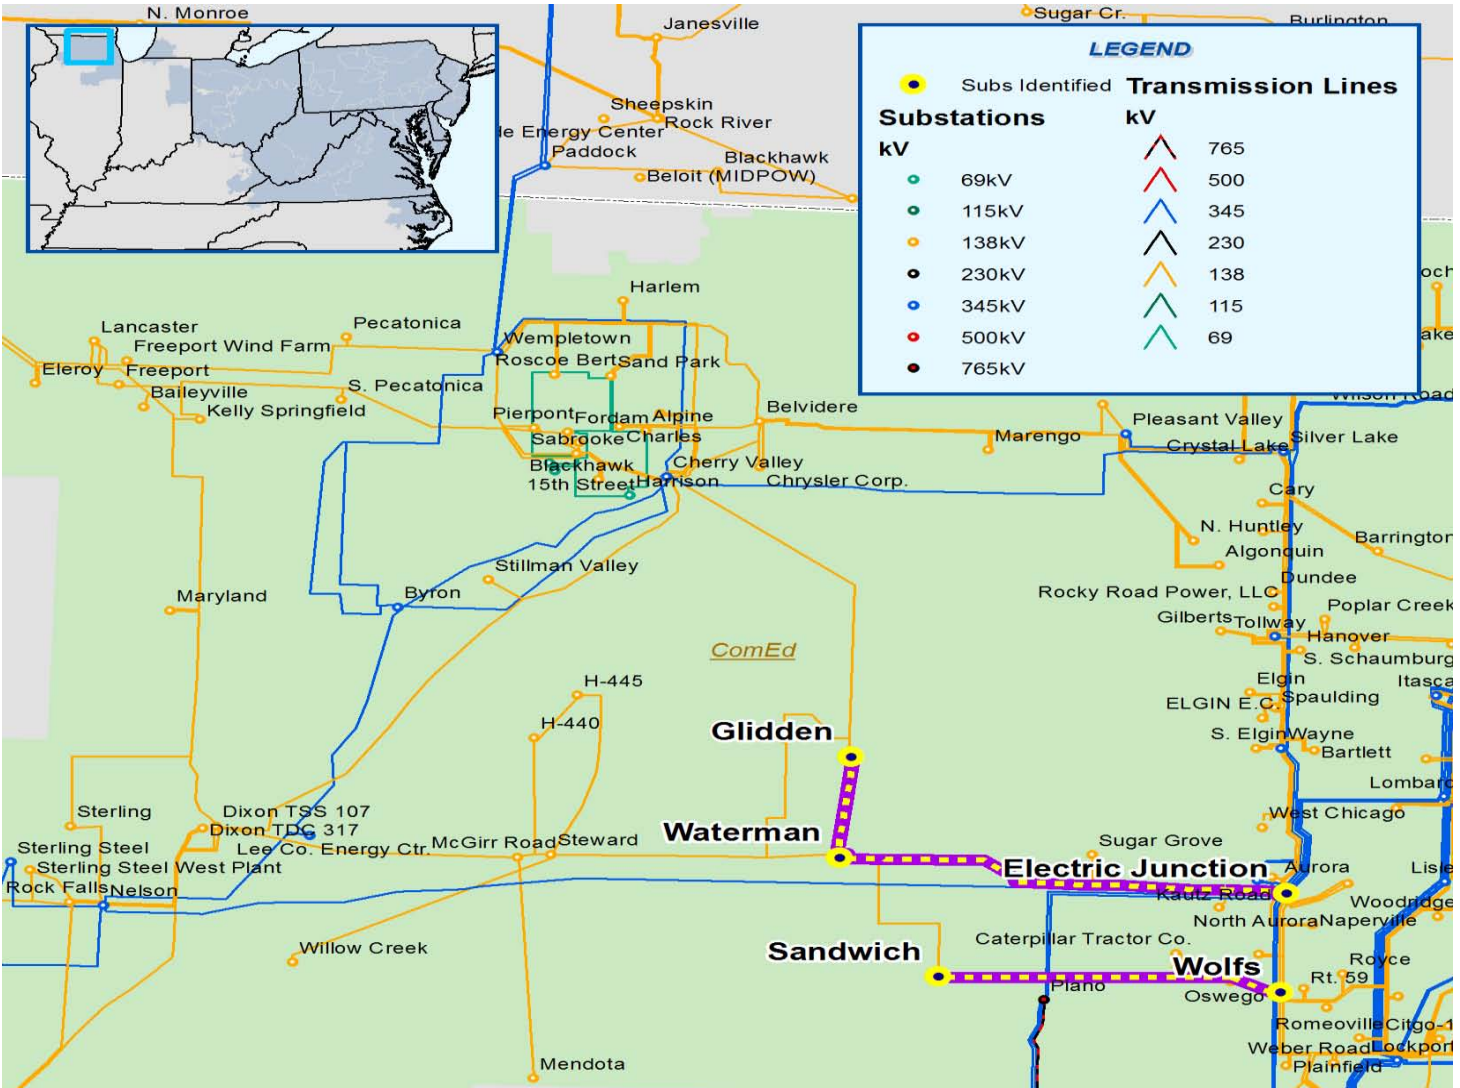 N. Monroe
Janesville
Sugar Cr.
Burlington
LEGEND
Subs Identified
Transmission Lines
Substations
kV
kV
69kV
115kV
138kV
230kV
345kV
500kV
765kV
765
500
345
230
138
115
69
Sheepskin
Rock River
de Energy Center
Paddock
Blackhawk
Beloit (MIDPOW)
Harlem
Lancaster
Pecatonica
Freeport Wind Farm
Wempletown
Roscoe Bert
Sand Park
Eleroy
Freeport
S. Pecatonica
Baileyville
Kelly Springfield
Pierpont
Fordam
Alpine
Belvidere
Wilson Road
Pleasant Valley
Sabrooke
Charles
Marengo
Crystal Lake
Silver Lake
Blackhawk
Cherry Valley
15th Street
Harrison
Chrysler Corp.
Cary
N. Huntley
Barrington
Algonquin
Stillman Valley
Dundee
Maryland
Byron
Rocky Road Power, LLC
Poplar Creek
Gilberts
Tollway
Hanover
ComEd
S. Schaumburg
H-445
Elgin
Itasca
Spaulding
ELGIN E.C.
H-440
Glidden
S. Elgin
Wayne
Bartlett
Lombard
Sterling
Dixon TSS 107
West Chicago
Dixon TDC 317
Waterman
Sterling Steel
Lee Co. Energy Ctr.
McGirr Road
Steward
Sugar Grove
Sterling Steel West Plant
Electric Junction
Aurora
Lisle
Rock Falls
Nelson
Kautz Road
Woodridge
North Aurora
Naperville
Willow Creek
Sandwich
Caterpillar Tractor Co.
Wolfs
Royce
Rt. 59
Plano
Oswego
Romeoville
Citgo-1
Weber Road
Lockport
Mendota
Plainfield